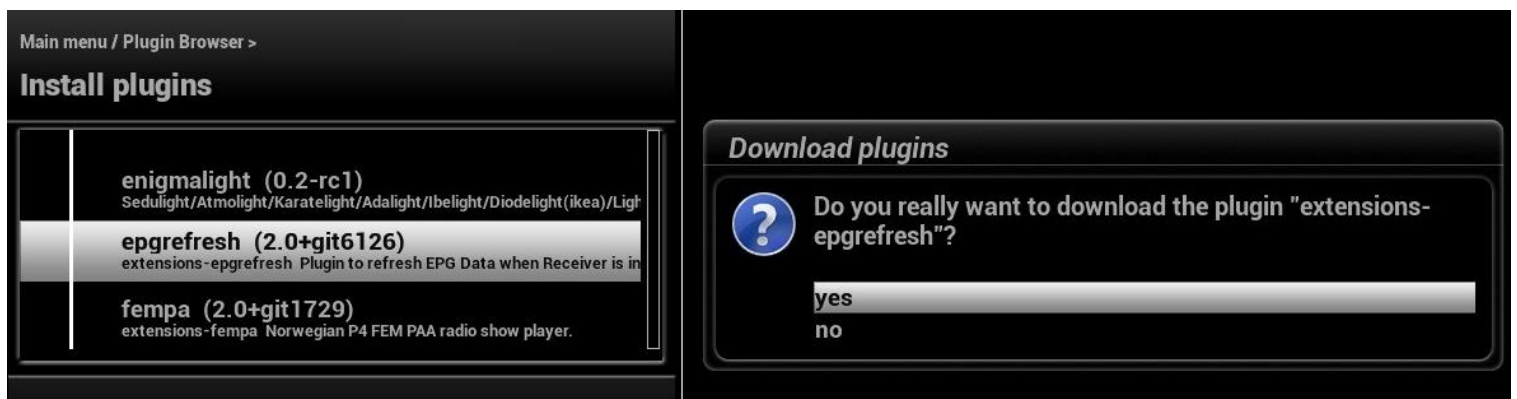 Main menu / Plugin Browser >
Install plugins
enigmalight (0.2-rc1)
Sedulight/Atmolight/Karatelight/Adalight/Ibelight/Diodelight(ikea)/Ligh
epgrefresh (2.0+git6126)
extensions-epgrefresh Plugin to refresh EPG Data when Receiver is in
fempa (2.0+git1729)
extensions-fempa Norwegian P4 FEM PAA radio show player.
Download plugins
Do you really want to download the plugin "extensions-
epgrefresh"?
yes
no